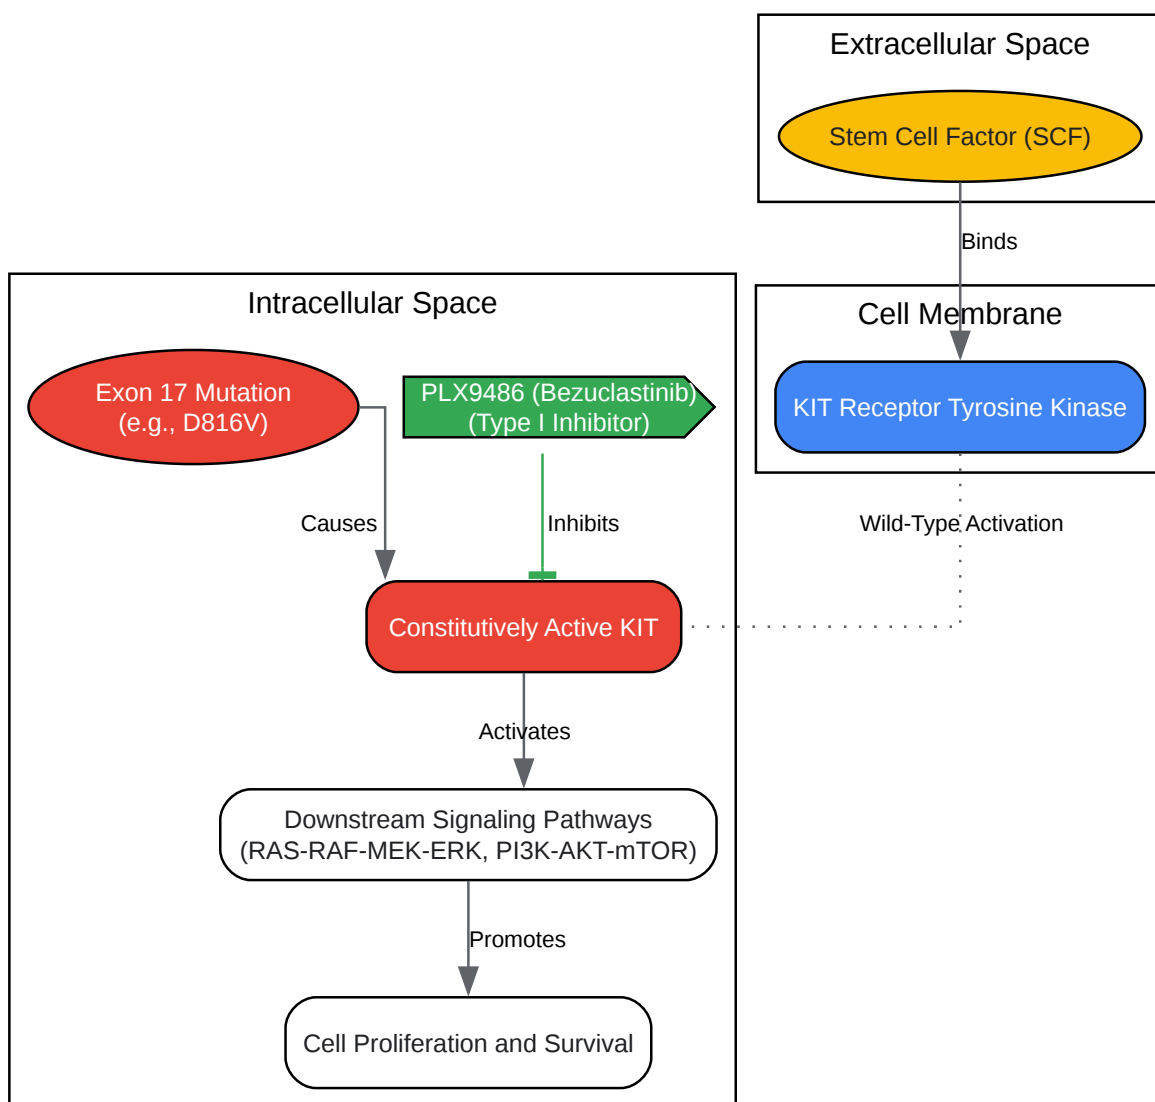 Extracellular Space
Stem Cell Factor (SCF)
Binds
Cell Membrane
KIT Receptor Tyrosine Kinase
Wild-Type Activation
Intracellular Space
Exon 17 Mutation
(e.g., D816V)
PLX9486 (Bezuclastinib)
(Type I Inhibitor)
Causes
Inhibits
Constitutively Active KIT
Activates
Downstream Signaling Pathways
(RAS-RAF-MEK-ERK, PI3K-AKT-mTOR)
Promotes
Cell Proliferation and Survival